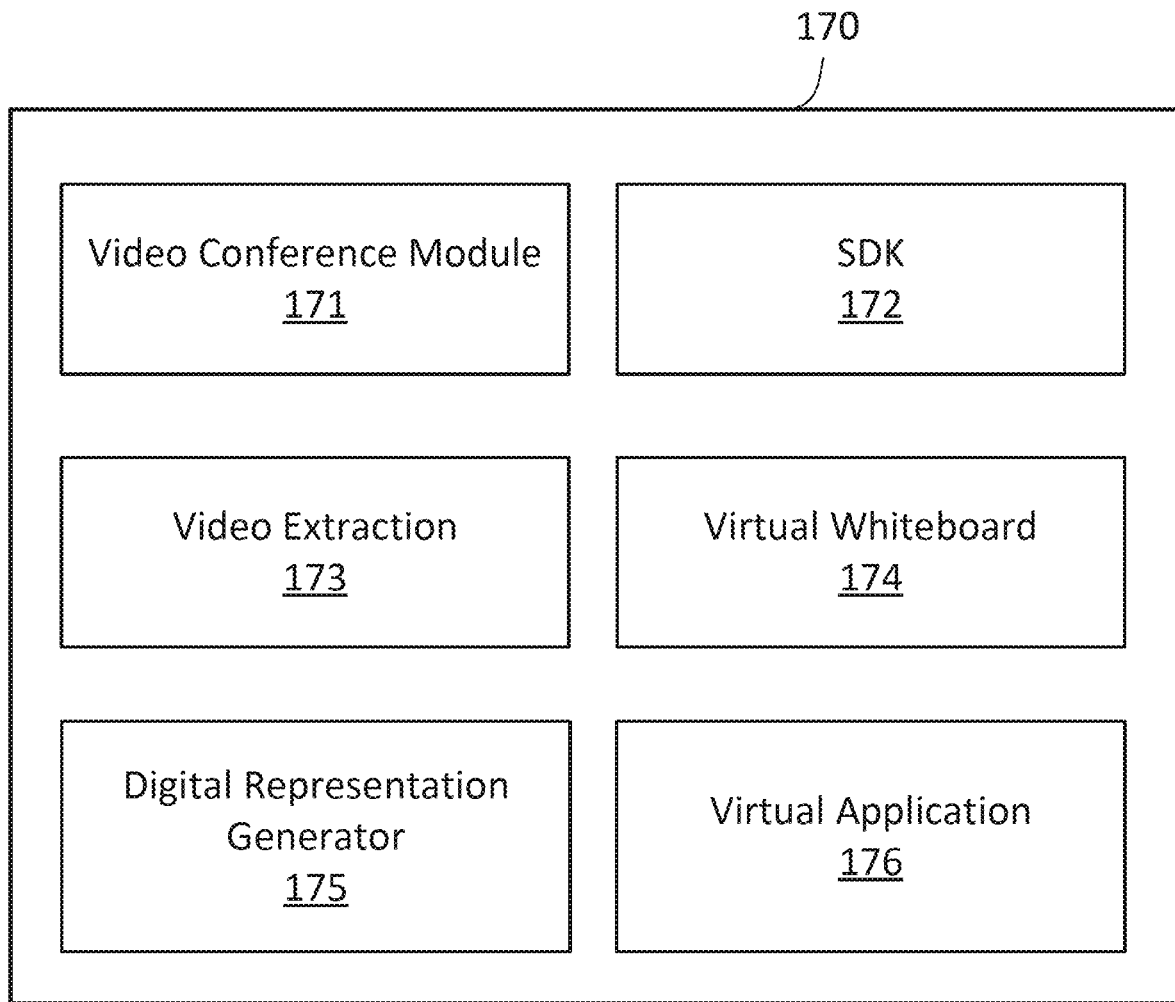 170
Video Conference Module
171
SDK
172
Video Extraction
173
Virtual Whiteboard
174
Digital Representation
Generator
175
Virtual Application
176